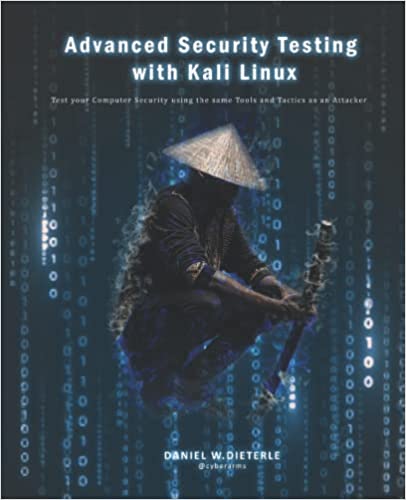 Advanced Security Testing
with Kali Linux
Test your Computer Security using the same Tools and Tactics as an Attacker
DANIEL W.DIETERLE
@cyberarms